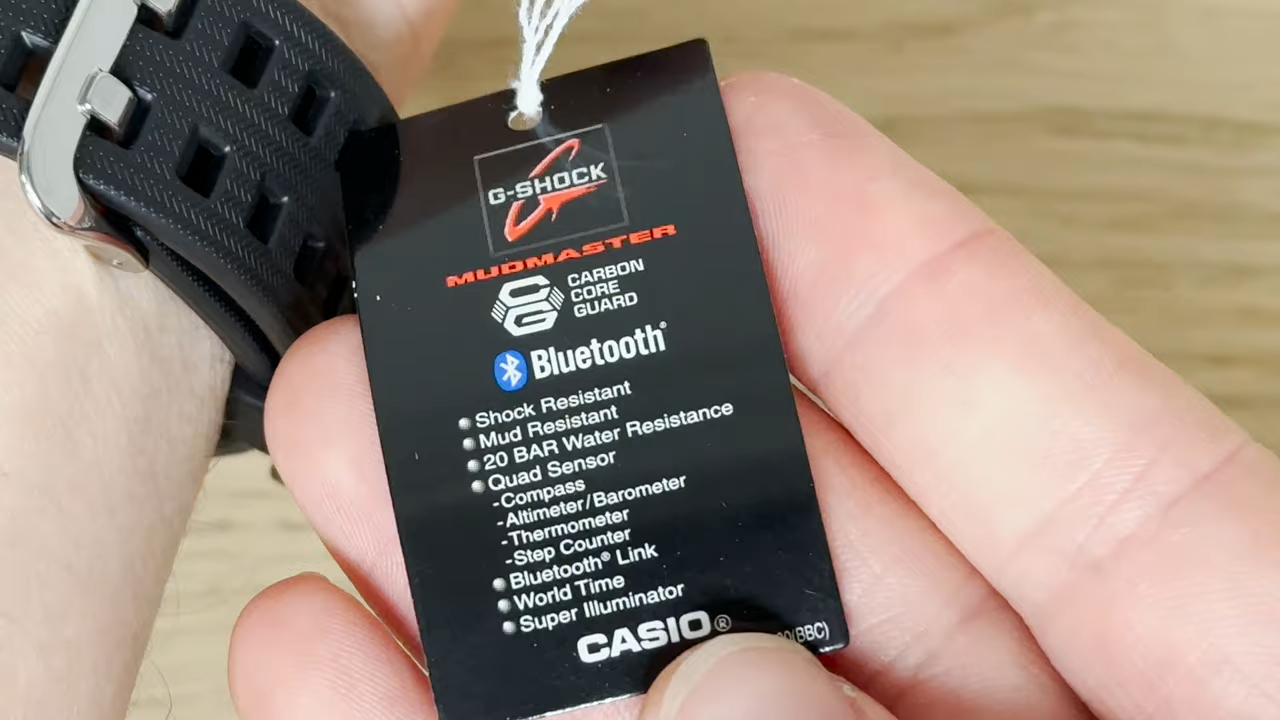 G-SHOCK
MUDMASTER
CARBON
CORE
GUARD
Bluetooth®
Shock Resistant
Mud Resistant
20 BAR Water Resistance
Quad Sensor
-Compass
-Altimeter/Barometer
-Thermometer
-Step Counter
Bluetooth® Link
World Time
Super Illuminator
CASIO®
(BBC)